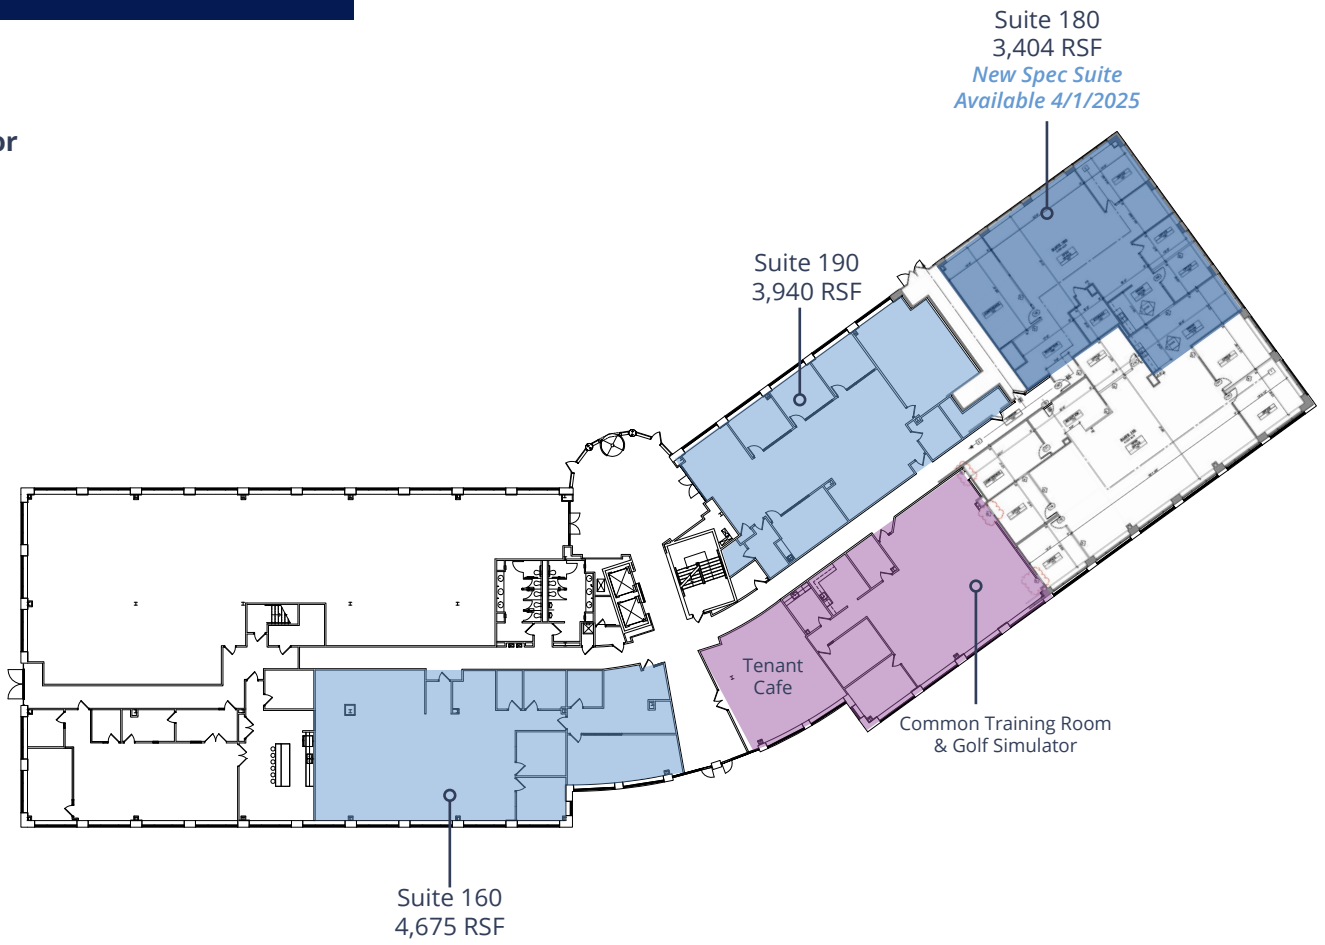 Suite 180
3,404 RSF
New Spec Suite
Available 4/1/2025
or
Suite 190
3,940 RSF
Tenant
Cafe
Common Training Room
& Golf Simulator
Suite 160
4,675 RSF